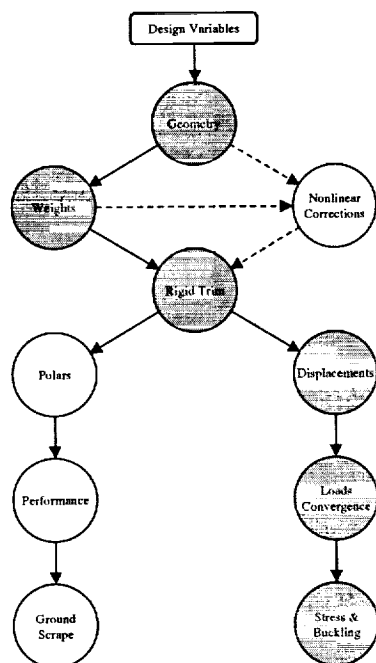 Design Variables
Geometry
Weights
Nonlinear
Corrections
Rigid Trim
Polars
Displacements
Performance
Loads
Convergence
Ground
Scrape
Stress &
Buckling